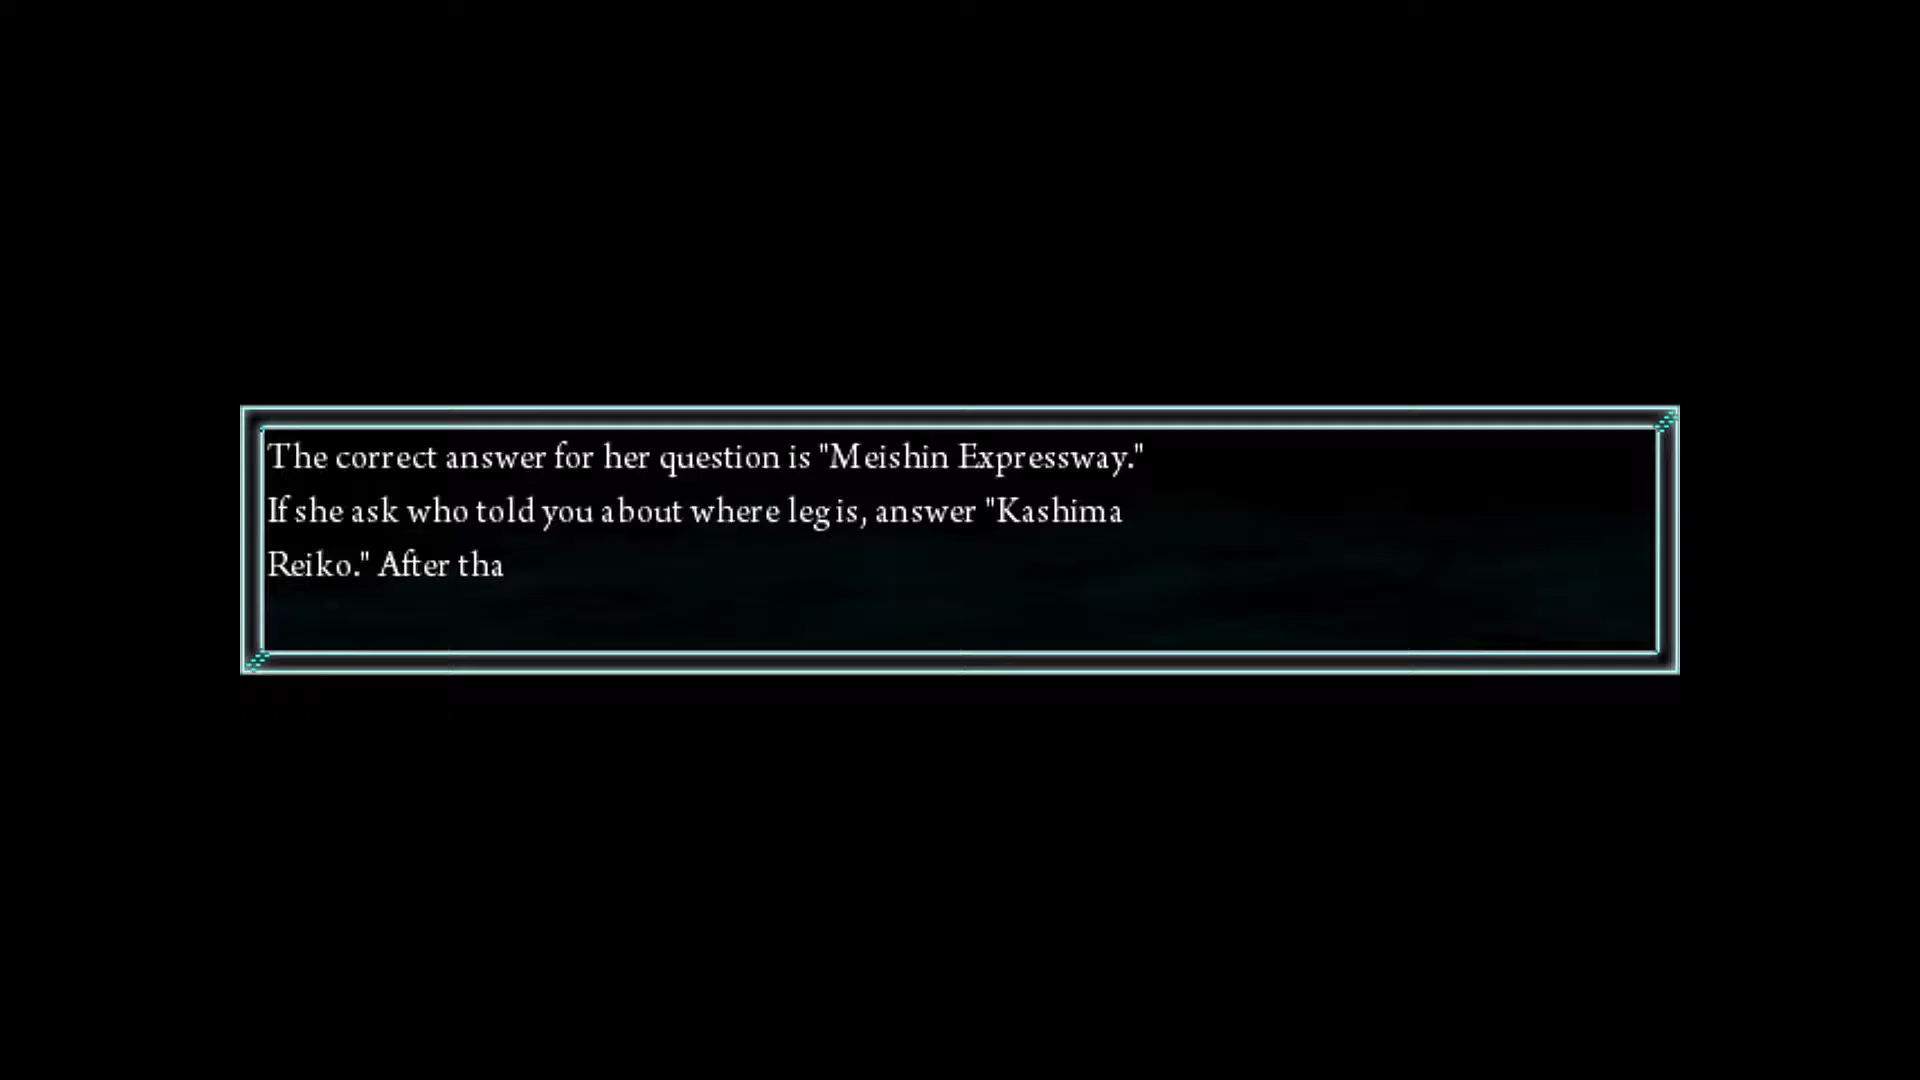 The correct answer for her question is "Meishin Expressway."
If she ask who told you about where leg is, answer "Kashima
Reiko." After tha